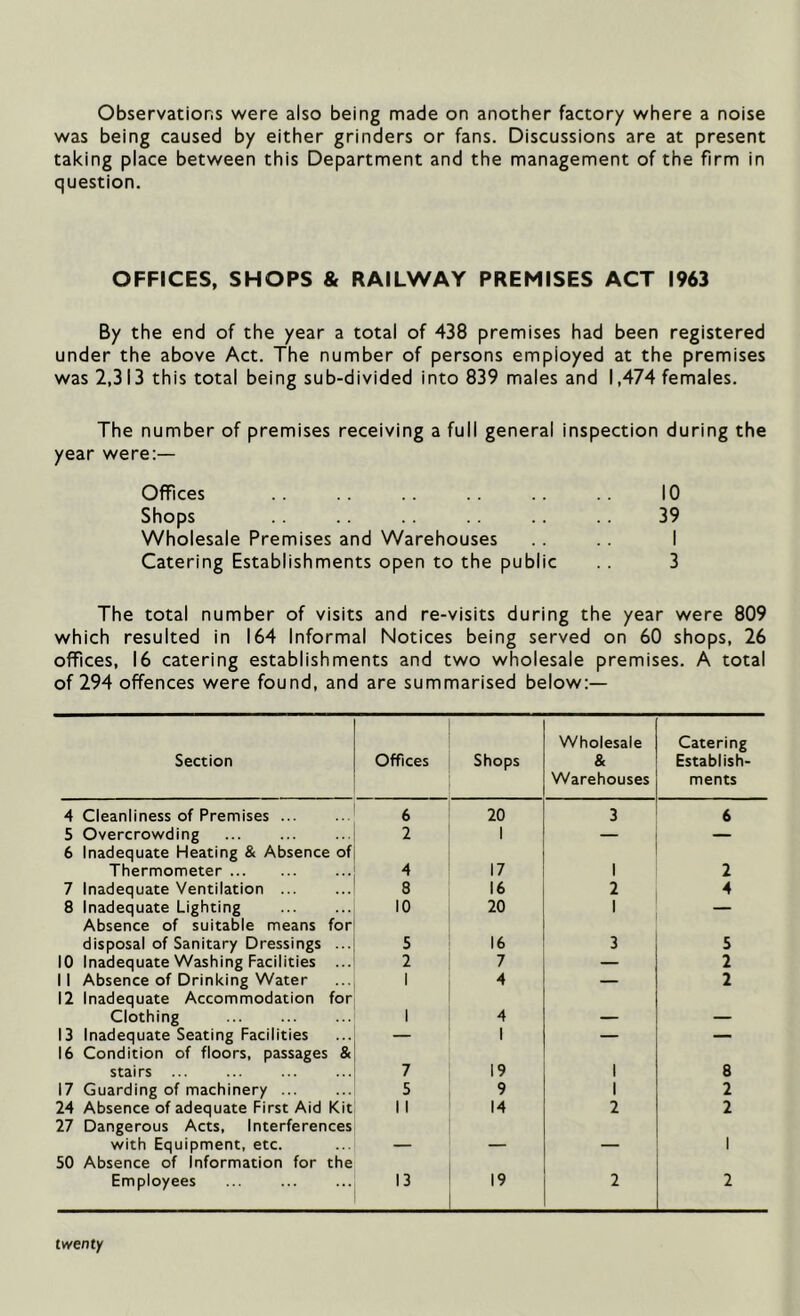 Observations were also being made on another factory where a noise
was being caused by either grinders or fans. Discussions are at present
taking place between this Department and the management of the firm in
question.
OFFICES, SHOPS & RAILWAY PREMISES ACT 1963
By the end of the year a total of 438 premises had been registered
under the above Act. The number of persons employed at the premises
was 2,313 this total being sub-divided into 839 males and 1,474 females.
The number of premises receiving a full general inspection during the
year were:—
Offices .. .. .. .. .. .. 10
Shops .. .. .. .. .. .. 39
Wholesale Premises and Warehouses .. .. 1
Catering Establishments open to the public .. 3
The total number of visits and re-visits during the year were 809
which resulted in 164 Informal Notices being served on 60 shops, 26
offices, 16 catering establishments and two wholesale premises. A total
of 294 offences were found, and are summarised below:—
Section | Offices | Shops | Wholesale & Warehouses | Catering Establish-ments
4 Cleanliness of Premises ... ... 6 20 3 6
5 Overcrowding ... ... ... 2 1 — —
6 Inadequate Heating & Absence of
Thermometer ... ... ... 4 17 1 2
7 Inadequate Ventilation ... ... 8 16 2 4
8 Inadequate Lighting ... ... 10 20 1 —
Absence of suitable means for
disposal of Sanitary Dressings ... 5 16 3 5
10 Inadequate Washing Facilities ... 2 7 — 2
11 Absence of Drinking Water ... 1 4 — 2
12 Inadequate Accommodation for
Clothing ... ... ... 1 4 — —
13 Inadequate Seating Facilities ... — 1 — —
16 Condition of floors, passages &
stairs ... ... ... ... 7 19 1 8
17 Guarding of machinery ... ... 5 9 1 2
24 Absence of adequate First Aid Kit 11 14 2 2
27 Dangerous Acts, Interferences
with Equipment, etc. ... — — — 1
50 Absence of Information for the
Employees ... ... ... 13 19 2 2
twenty